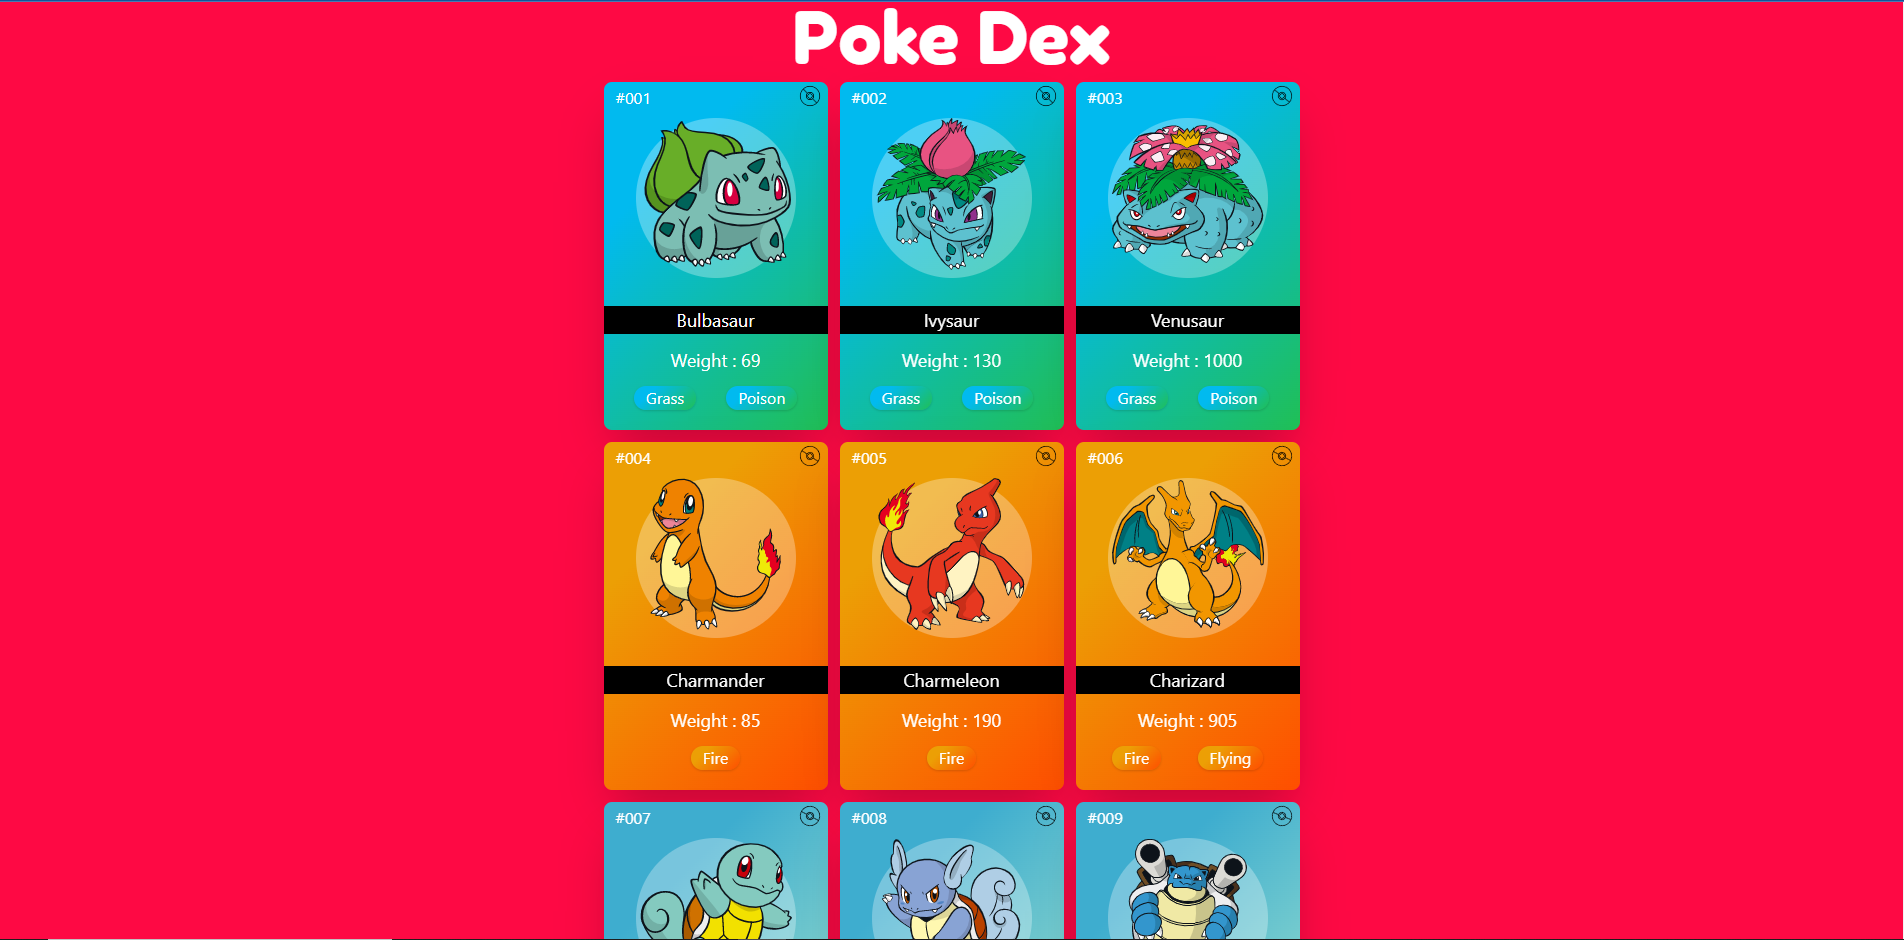 Poke Dex
#001
Bulbasaur
Weight : 69
Grass Poison
#002
Ivysaur
Weight : 130
Grass Poison
#003
Venusaur
Weight : 1000
Grass Poison
#004
Charmander
Weight : 85
Fire
#005
Charmeleon
Weight : 190
Fire
#006
Charizard
Weight : 905
Fire Flying
#007
#008
#009